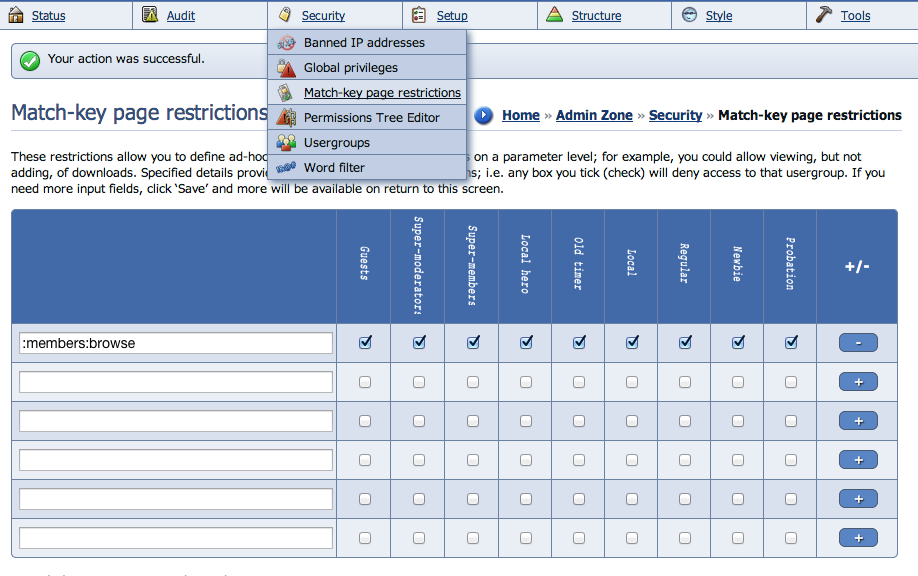 Status Audit Security Setup Structure Style Tools
Banned IP addresses
Your action was successful.
Global privileges
Match-key page restrictions
Permissions Tree Editor
Usergroups
Word filter
Match-key page restrictions
Home » Admin Zone » Security » Match-key page restrictions
These restrictions allow you to define ad-hoc on a parameter level; for example, you could allow viewing, but not
adding, of downloads. Specified details provi s; i.e. any box you tick (check) will deny access to that usergroup. If you
need more input fields, click ‘Save’ and more will be available on return to this screen.
Guests Super-moderators Super-members Local hero Old timer Local Regular Newbie Probation +/-
:members:browse -
+
+
+
+
+